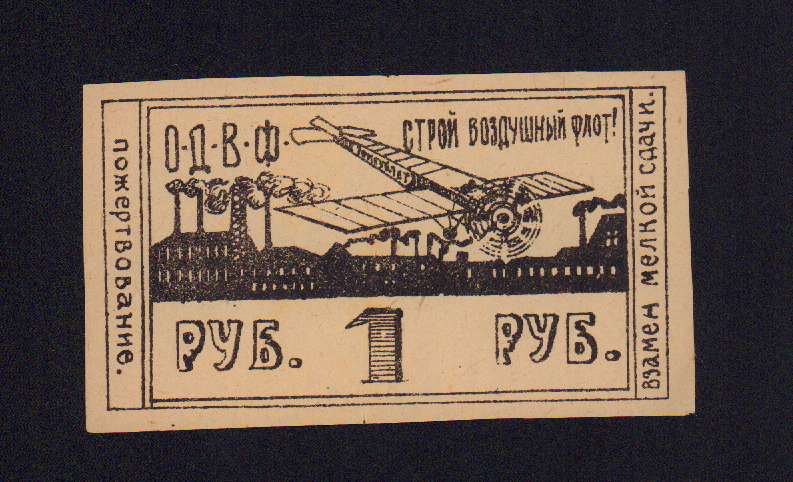 О.Д.В.Ф.
СТРОЙ ВОЗДУШНЫЙ ФЛОТ!
РУБ. 1 РУБ.
пожертвование.
взамен мелкой сдачи.